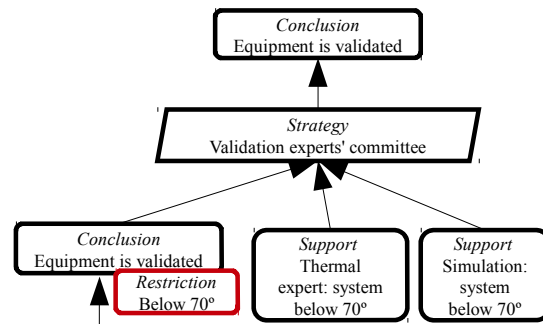 Conclusion
Equipment is validated
Strategy
Validation experts' committee
Conclusion
Equipment is validated
Restriction
Below 70º
Support
Thermal
expert: system
below 70º
Support
Simulation:
system
below 70º